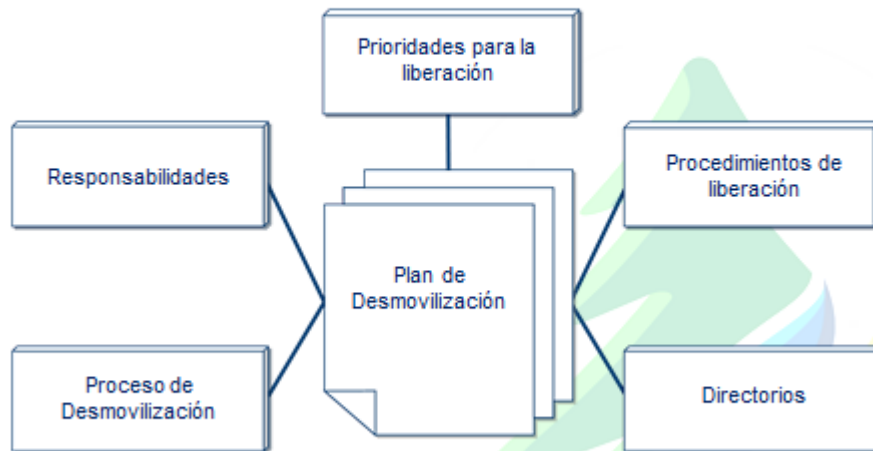 Prioridades para la
liberación
Responsabilidades
Procedimientos de
liberación
Plan de
Desmovilización
Proceso de
Desmovilización
Directorios